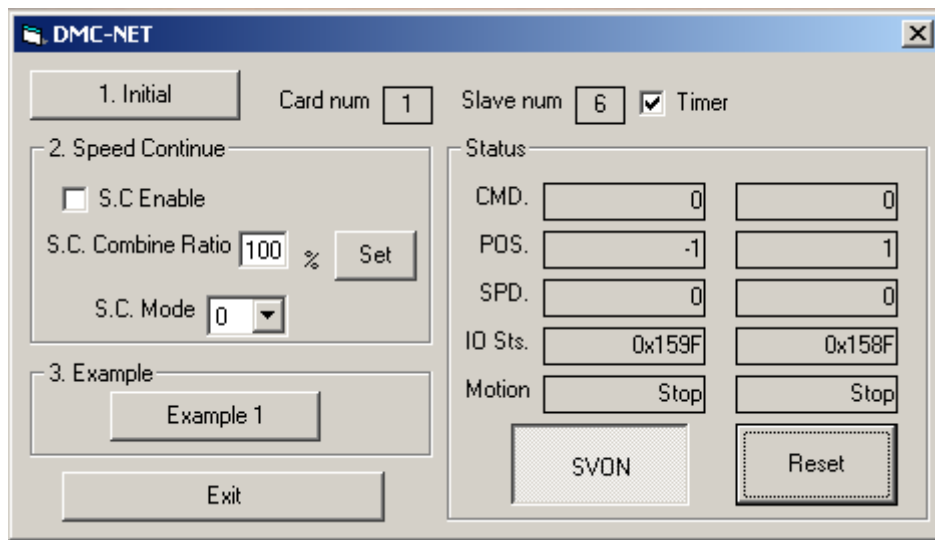 DMC-NET
1. Initial Card num 1 Slave num 6 Timer
2. Speed Continue
S.C Enable
S.C. Combine Ratio 100 % Set
S.C. Mode 0
3. Example
Example 1
Exit
Status
CMD. 0 0
POS. -1 1
SPD. 0 0
IO Sts. 0x159F 0x158F
Motion Stop Stop
SVON Reset